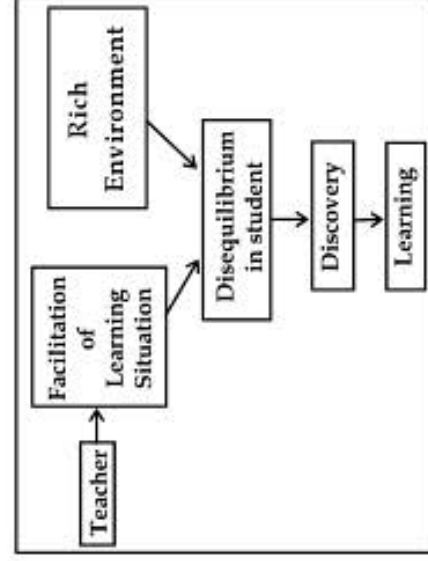 Teacher
Facilitation
of
Learning
Situation
Rich
Environment
Disequilibrium
in student
Discovery
Learning